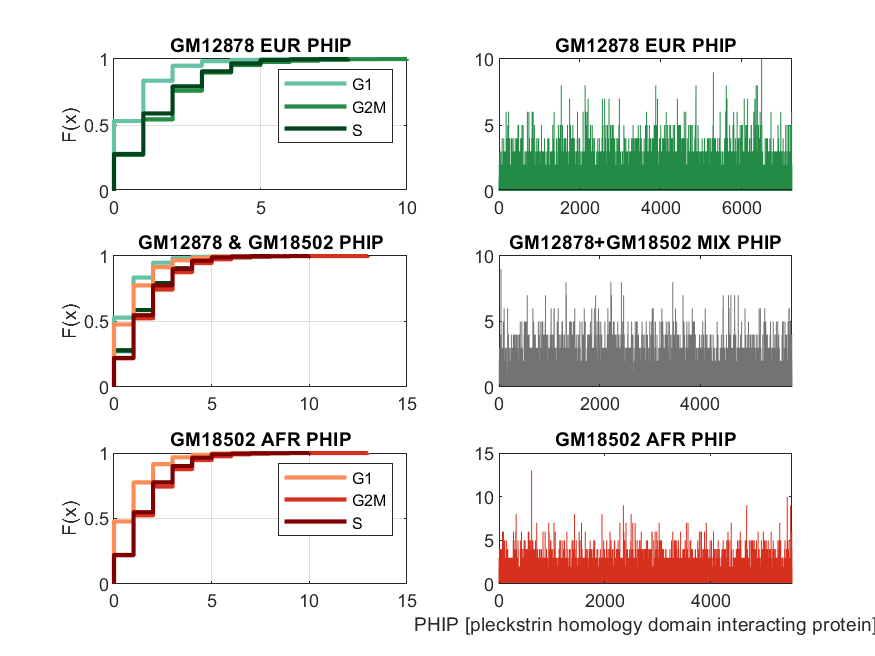 GM12878 EUR PHIP
F(x)
1
0.5
0
0
5
10
G1
G2M
S
GM12878 EUR PHIP
10
5
0
0
2000
4000
6000
GM12878 & GM18502 PHIP
F(x)
1
0.5
0
0
5
10
15
GM12878+GM18502 MIX PHIP
10
5
0
0
2000
4000
GM18502 AFR PHIP
F(x)
1
0.5
0
0
5
10
15
G1
G2M
S
GM18502 AFR PHIP
15
10
5
0
0
2000
4000
PHIP [pleckstrin homology domain interacting protein]